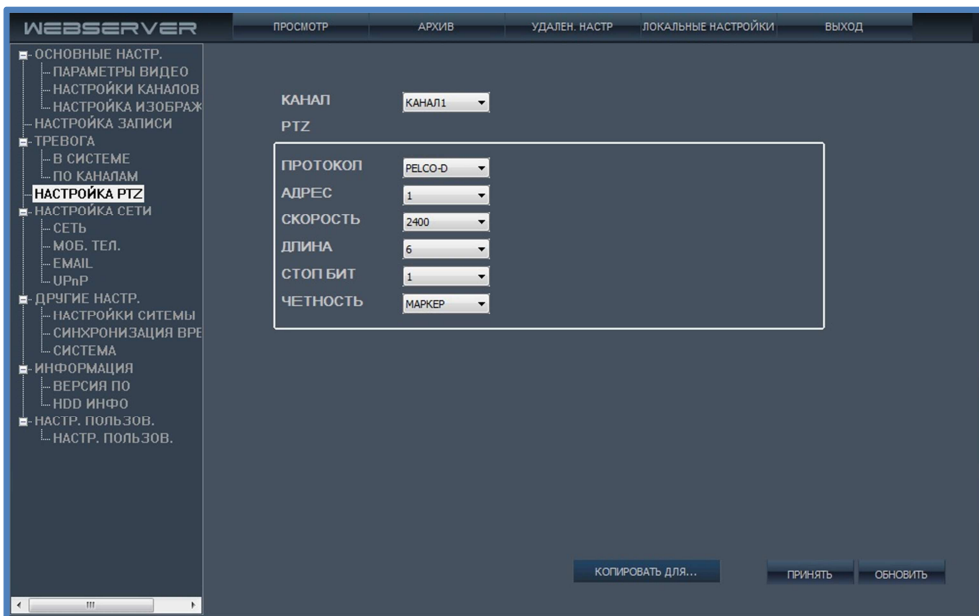 WEBSERVER
ПРОСМОТР
АРХИВ
УДАЛЕН. НАСТР
ЛОКАЛЬНЫЕ НАСТРОЙКИ
ВЫХОД
ОСНОВНЫЕ НАСТР.
ПАРАМЕТРЫ ВИДЕО
НАСТРОЙКИ КАНАЛОВ
НАСТРОЙКА ИЗОБРАЖ
НАСТРОЙКА ЗАПИСИ
ТРЕВОГА
В СИСТЕМЕ
ПО КАНАЛАМ
НАСТРОЙКА PTZ
НАСТРОЙКА СЕТИ
СЕТЬ
МОБ. ТЕЛ.
EMAIL
UPnP
ДРУГИЕ НАСТР.
НАСТРОЙКИ СИТЕМЫ
СИНХРОНИЗАЦИЯ ВРЕ
СИСТЕМА
ИНФОРМАЦИЯ
ВЕРСИЯ ПО
HDD ИНФО
НАСТР. ПОЛЬЗОВ.
НАСТР. ПОЛЬЗОВ.
КАНАЛ КАНАЛ1
PTZ
ПРОТОКОЛ PELCO-D
АДРЕС 1
СКОРОСТЬ 2400
ДЛИНА 6
СТОП БИТ 1
ЧЕТНОСТЬ МАРКЕР
КОПИРОВАТЬ ДЛЯ...
ПРИНЯТЬ
ОБНОВИТЬ